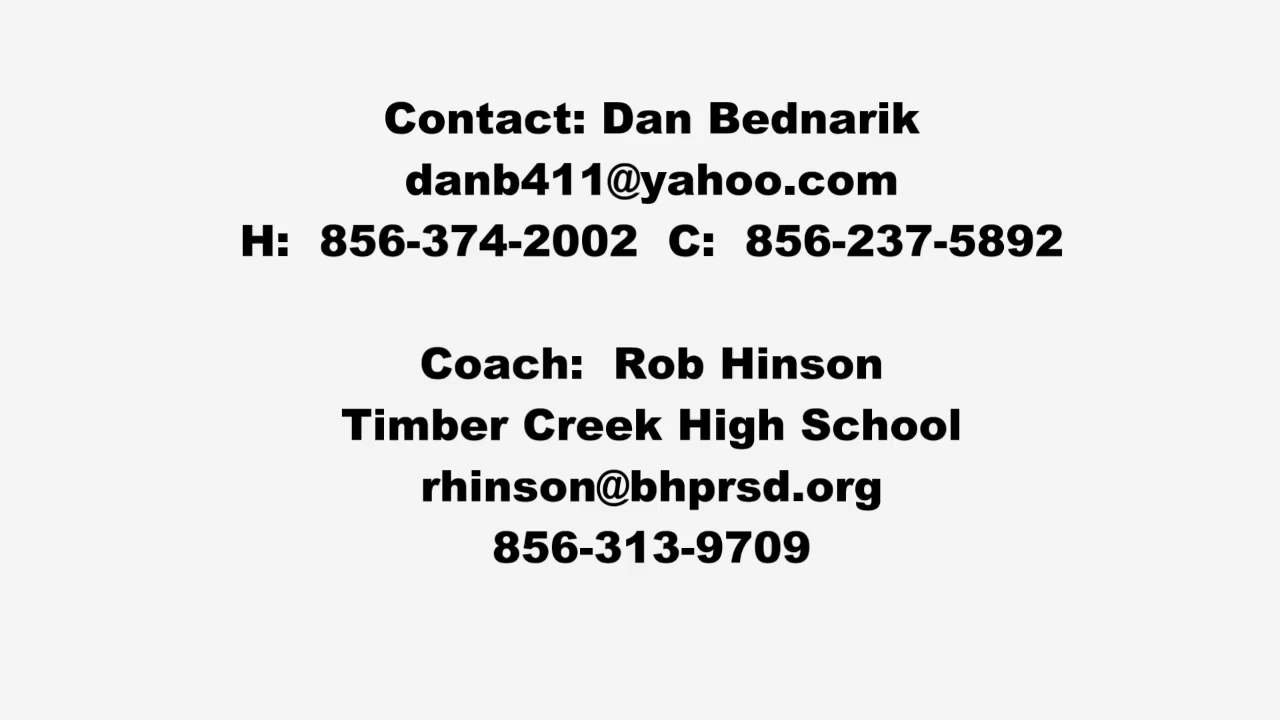 Contact: Dan Bednarik
danb411@yahoo.com
H:  856-374-2002  C:  856-237-5892
Coach:  Rob Hinson
Timber Creek High School
rhinson@bhprsd.org
856-313-9709